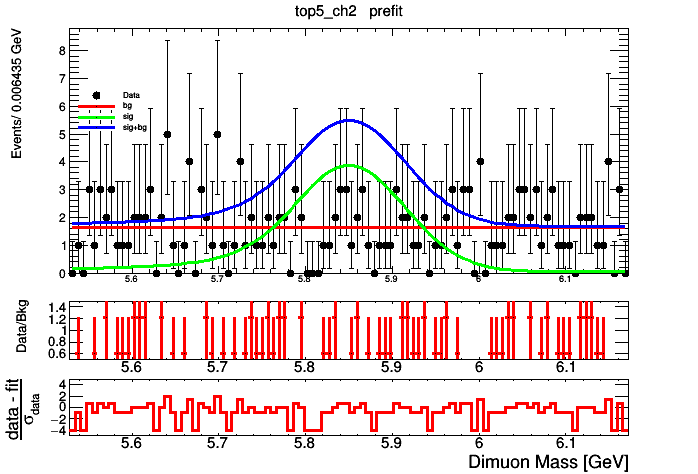 top5_ch2 prefit
Events/ 0.006435 GeV
8
7
6
5
4
3
2
1
0
Data
bg
sig
sig+bg
5.6 5.7 5.8 5.9 6 6.1
Data/Bkg
1.4
1.2
1
0.8
0.6
5.6 5.7 5.8 5.9 6 6.1
data - fit
σdata
4
2
0
−2
−4
5.6 5.7 5.8 5.9 6 6.1
Dimuon Mass [GeV]